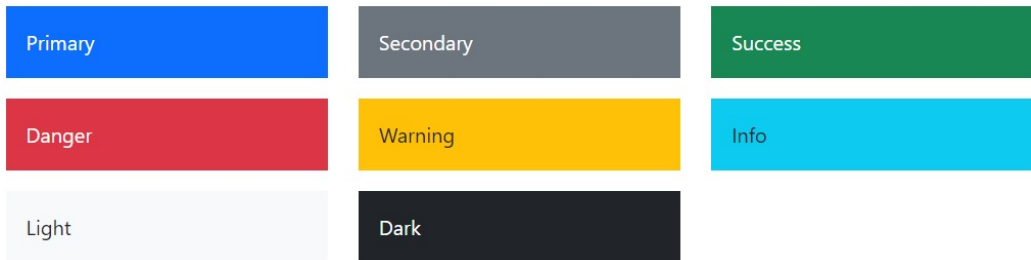 Primary
Secondary
Success
Danger
Warning
Info
Light
Dark